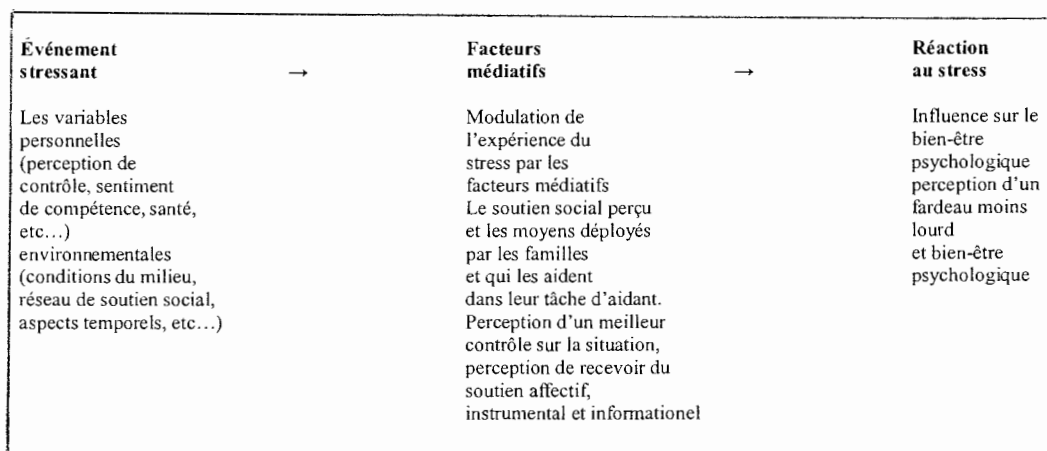 Événement
stressant
→
Les variables
personnelles
(perception de
contrôle, sentiment
de compétence, santé,
etc…)
environnementales
(conditions du milieu,
réseau de soutien social,
aspects temporels, etc…)
Facteurs
médiatifs
→
Modulation de
l'expérience du
stress par les
facteurs médiatifs
Le soutien social perçu
et les moyens déployés
par les familles
et qui les aident
dans leur tâche d'aidant.
Perception d'un meilleur
contrôle sur la situation,
perception de recevoir du
soutien affectif,
instrumental et informationel
Réaction
au stress
Influence sur le
bien-être
psychologique
perception d'un
fardeau moins
lourd
et bien-être
psychologique